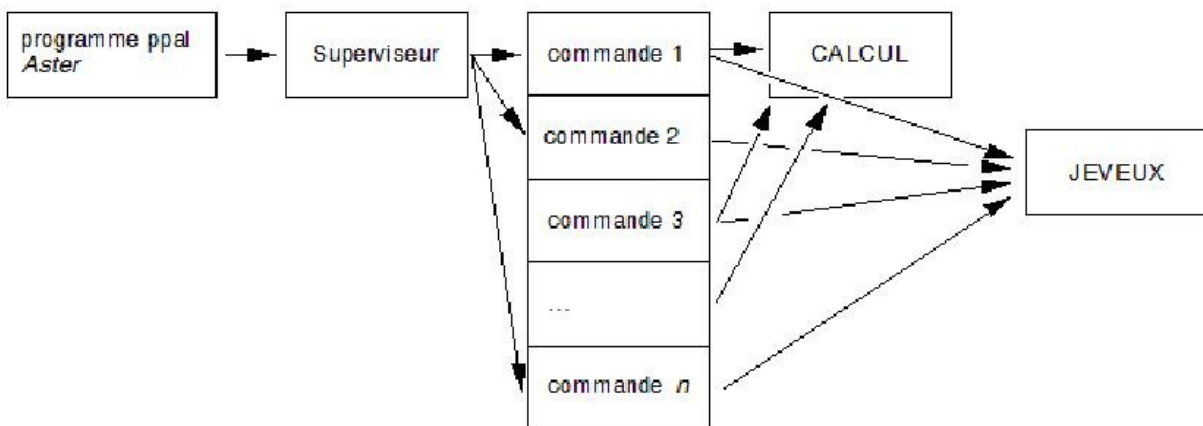 programme ppal
Aster
Superviseur
commande 1
CALCUL
commande 2
JEVEUX
commande 3
...
commande n